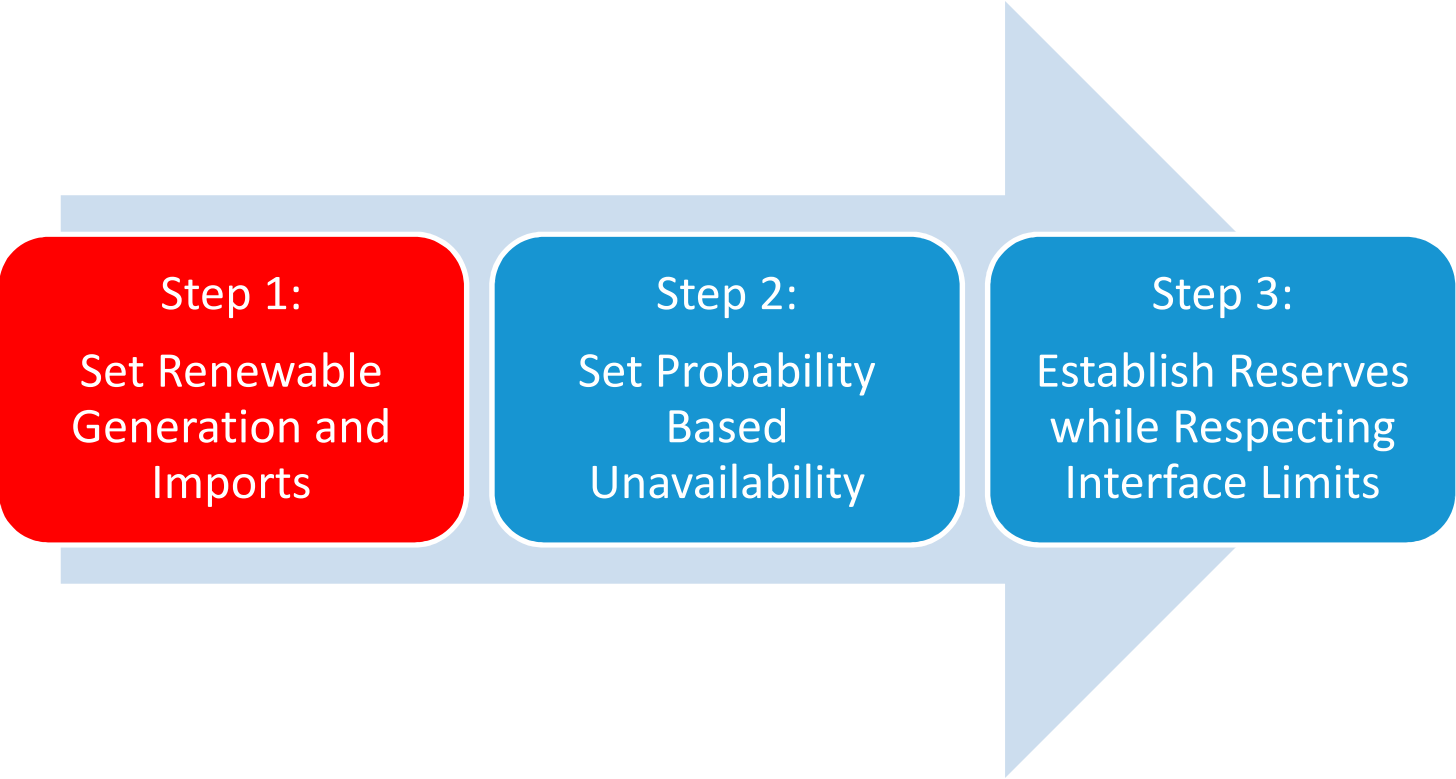 Step 1:
Set Renewable
Generation and
Imports
Step 2:
Set Probability
Based
Unavailability
Step 3:
Establish Reserves
while Respecting
Interface Limits